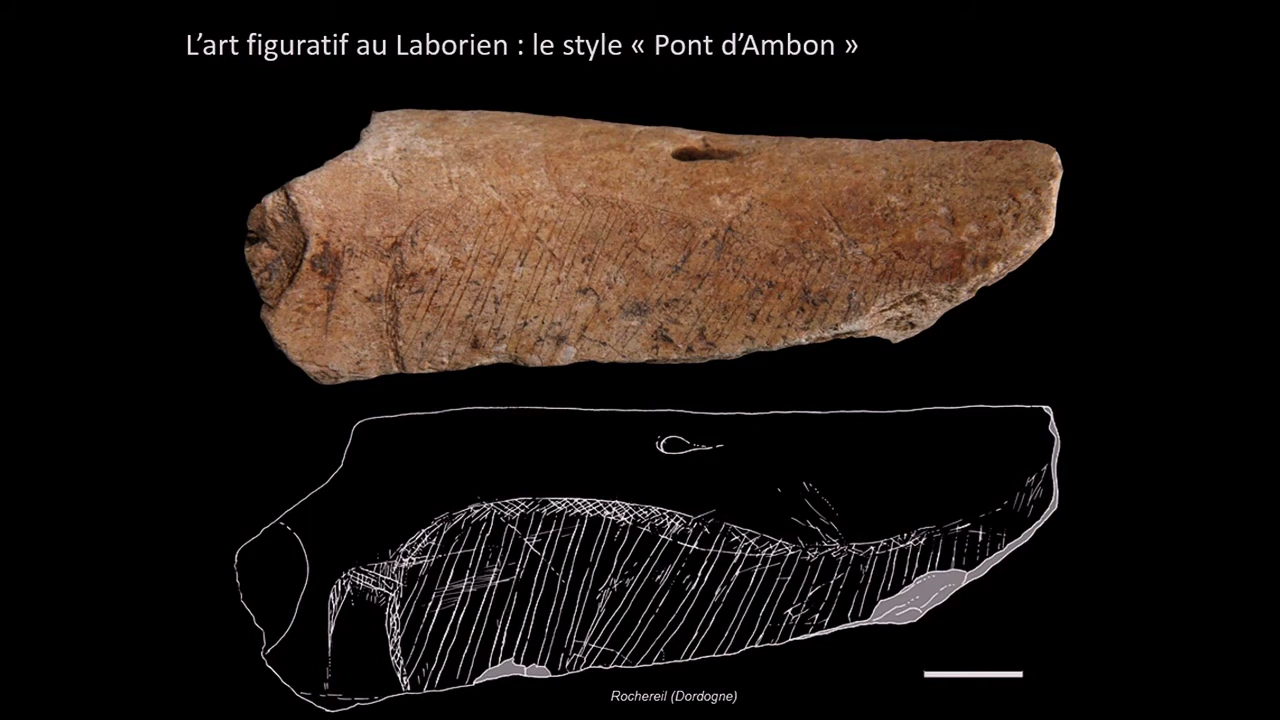 L’art figuratif au Laborien : le style « Pont d’Ambon »
Rochereil (Dordogne)